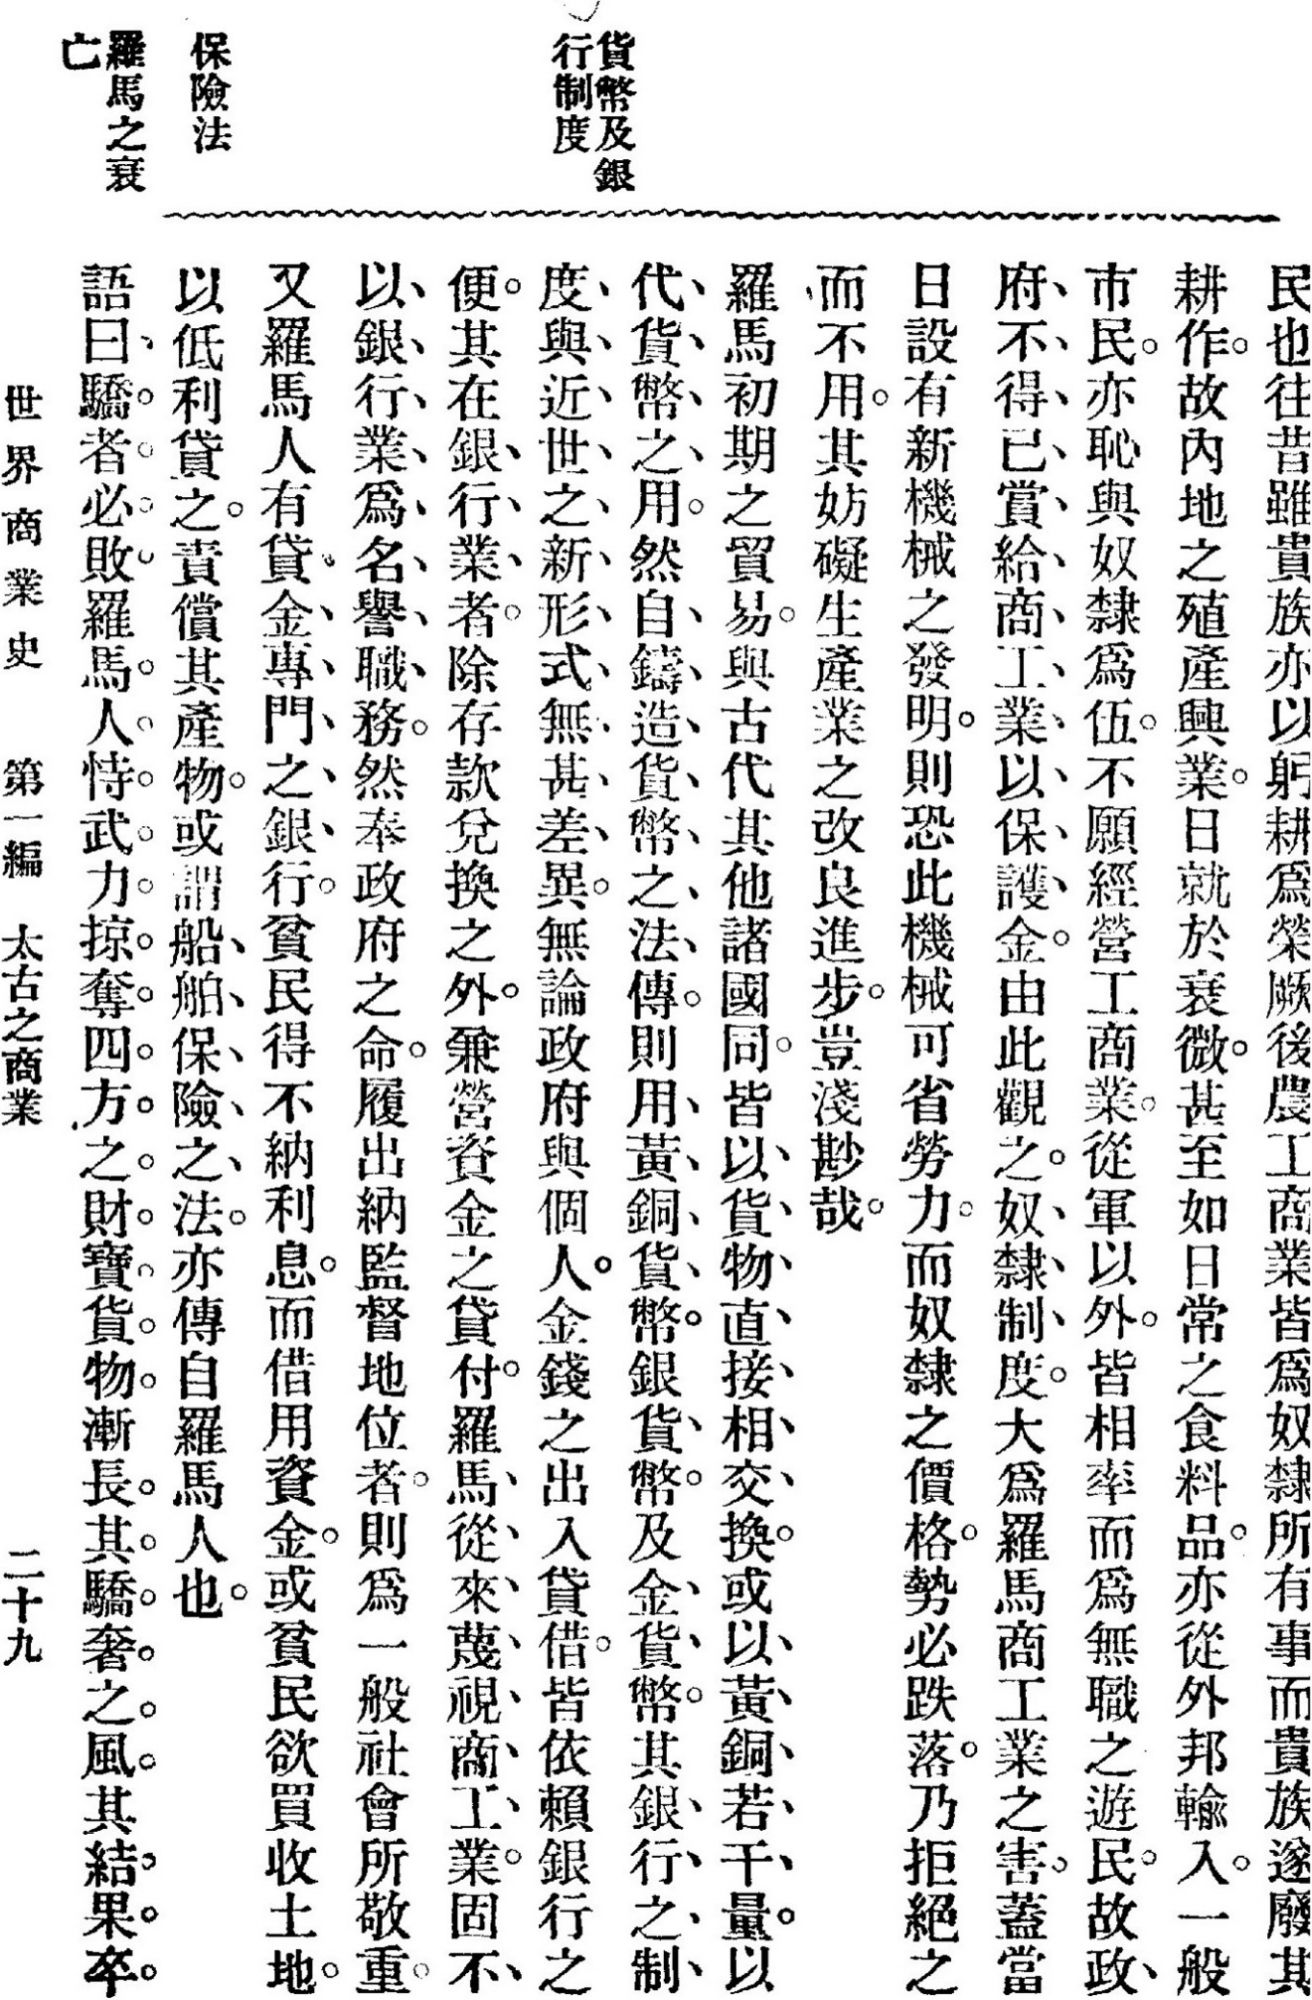 貨幣及銀
行制度
保險法
羅馬之衰
亡
民也往昔雖貴族亦以躬耕爲榮厥後農工商業皆爲奴隸所有事而貴族遂廢其
耕作。故內地之殖產興業。日就於衰微。甚至如日常之食料品。亦從外邦輸入。一般
市民。亦恥與奴隸爲伍。不願經營工商業。從軍以外。皆相率而爲無職之遊民。故政、
府、不、得、已、賞、給、商、工、業、以、保、護、金。由此觀之。奴、隸、制、度。大爲羅馬商工業之害。蓋當
日設有新機械之發明。則恐此機械可省勞力。而奴隸之價格。勢必跌落。乃拒絕之
而不用。其妨礙生產業之改良進步。豈淺尠哉。
羅馬初期之貿易。與古代其他諸國同。皆以、貨、物、直、接、相、交、換。或以、黃、銅、若、干、量。以
代、貨、幣、之、用。然自、鑄、造、貨、幣、之、法、傳。則用、黃、銅、貨、幣。銀貨、幣。及金、貨、幣。其銀、行、之、制、
度、與、近、世、之、新、形、式、無、甚、差、異。無論政府與個人。金錢之出入貸借。皆依賴銀行之
便。其在銀、行、業、者。除存款兌換之外。兼營資金之貸付。羅馬、從、來、蔑、視、商、工、業。固不、
以、銀、行、業、爲、名、譽、職、務。然奉政府之命。履出納監督地位者。則爲一般社會所敬重。
又羅馬人有貸、金、專、門、之、銀、行。貧民得不納利息。而借用資金。或貧民欲買收土地。
以低利貸之。責償其產物。或謂船、舶、保、險、之、法。亦傳自羅馬人也。
語曰、驕。者。必。敗。羅馬。人。恃。武。力。掠。奪。四。方。之。財。寶。貨。物。漸長。其。驕。奢。之。風。其結。果。卒。
世界商業史 第一編 太古之商業 二十九